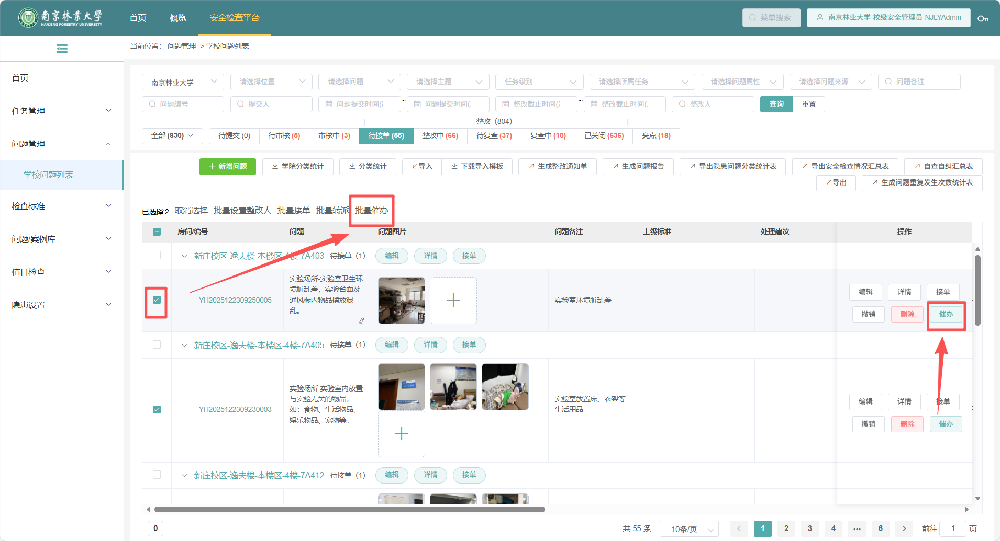 南京林業大學
NANJING FORESTRY UNIVERSITY
首页
概览
安全检查平台
菜单搜索
南京林业大学-校级安全管理员-NJLYAdmin
当前位置： 问题管理 -> 学校问题列表
首页
任务管理
问题管理
学校问题列表
检查标准
问题/案例库
值日检查
隐患设置
南京林业大学 请选择位置 请选择问题 请选择主题 任务级别 请选择所属任务 请选择问题属性 请选择问题来源 问题备注
问题编号 提交人 问题提交时间( ~ 问题提交时间(. 整改截止时间( ~ 整改截止时间(. 整改人 查询 重置
整改（804）
全部 (830) 待提交 (0) 待审核 (5) 审核中 (3) 待接单 (55) 整改中 (66) 待复查 (37) 复查中 (10) 已关闭 (636) 亮点 (18)
新增问题 学院分类统计 分类统计 导入 下载导入模板 生成整改通知单 生成问题报告 导出隐患问题分类统计表 导出安全检查情况汇总表 自查自纠汇总表
导出 生成问题重复发生次数统计表
已选择:2 取消选择 批量设置整改人 批量接单 批量转派 批量催办
房间/编号 问题 问题图片 问题备注 上级标准 处理建议 操作
新庄校区-逸夫楼-本楼区-4楼-7A403 待接单（1） 编辑 详情 接单
YH2025122309250005
实验场所-实验室卫生环
境脏乱差，实验台面及
通风橱内物品摆放混
乱。
实验室环境脏乱差
—
—
编辑 详情 接单
撤销 删除 催办
新庄校区-逸夫楼-本楼区-4楼-7A405 待接单（1） 编辑 详情 接单
YH2025122309230003
实验场所-实验室内放置
与实验无关的物品，
如：食物、生活物品、
娱乐物品、宠物等。
实验室放置床、衣架等
生活用品
—
—
编辑 详情 接单
撤销 删除 催办
新庄校区-逸夫楼-本楼区-4楼-7A412 待接单（1） 编辑 详情 接单
0
共 55 条 10条/页 1 2 3 4 ... 6 前往 1 页